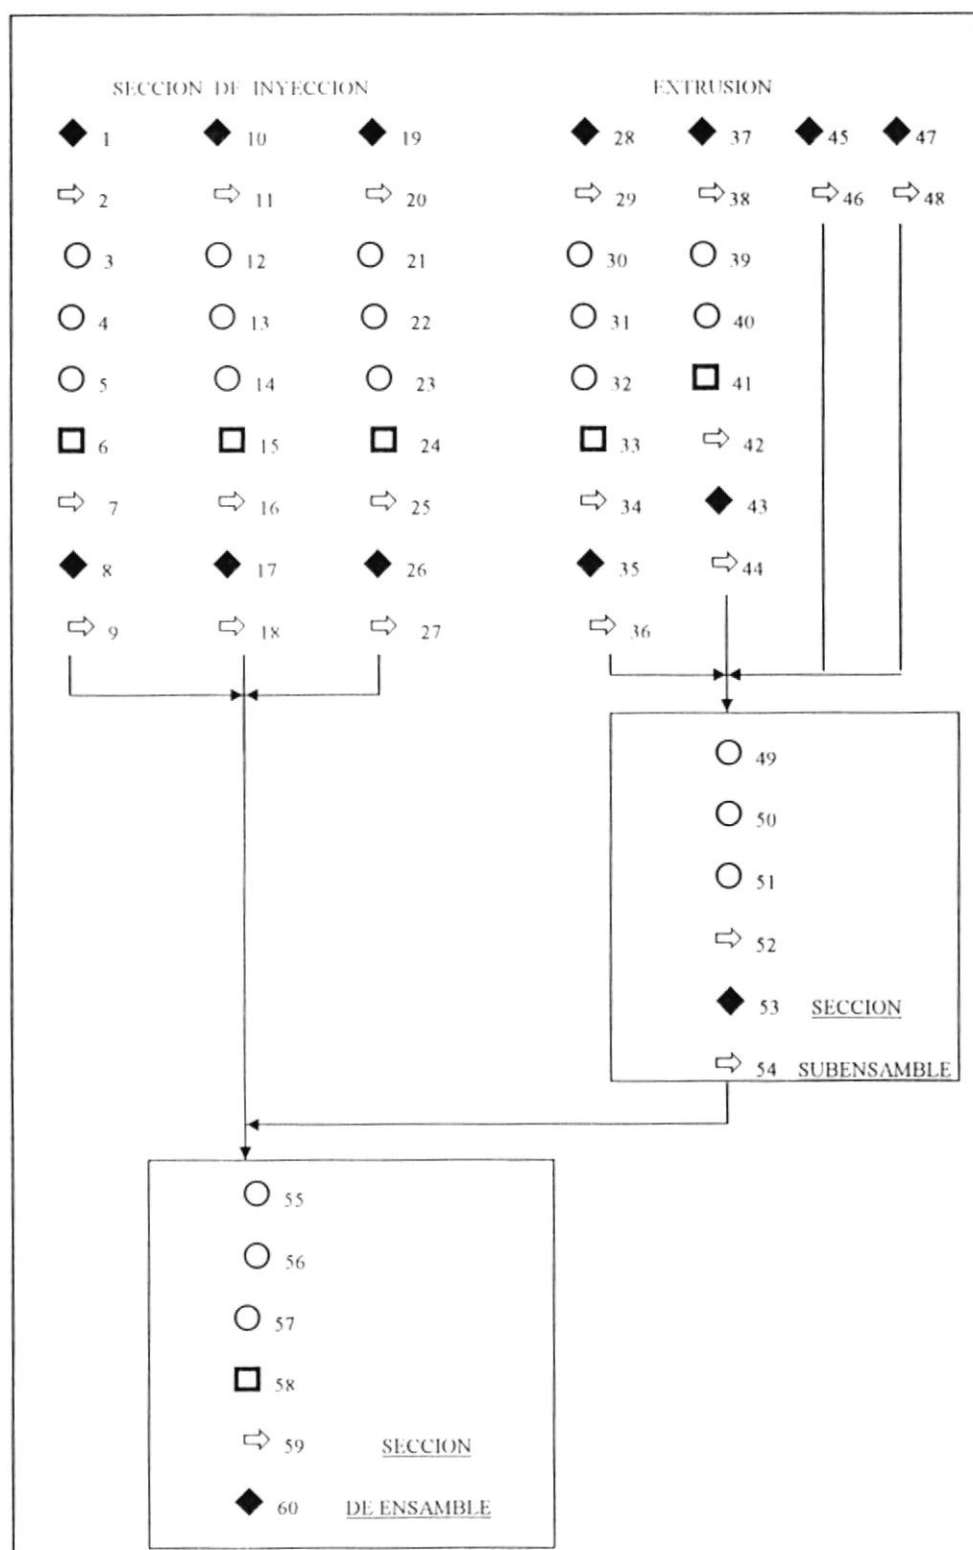 SECCION DE INYECCION EXTRUSION
1 10 19 28 37 45 47
2 11 20 29 38 46 48
3 12 21 30 39
4 13 22 31 40
5 14 23 32 41
6 15 24 33 42
7 16 25 34 43
8 17 26 35 44
9 18 27 36
49
50
51
52
53 SECCION
54 SUBENSAMBLE
55
56
57
58
59 SECCION
60 DE ENSAMBLE